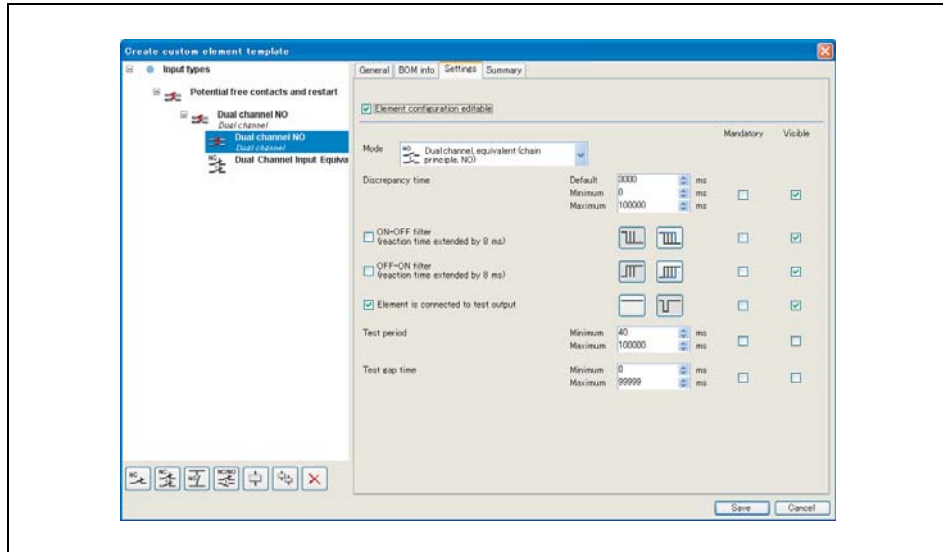 Create custom element template
Input types
Potential free contacts and restart
Dual channel NO
Dual channel
Dual channel NO
Dual channel
Dual Channel Input Equiva
General BOM info Settings Summary
Element configuration editable
Mandatory Visible
Mode Dual channel, equivalent (chain principle, NO)
Discrepancy time Default 3000 ms
Minimum 0 ms
Maximum 100000 ms
ON-OFF filter
(reaction time extended by 8 ms)
OFF-ON filter
(reaction time extended by 8 ms)
Element is connected to test output
Test period Minimum 40 ms
Maximum 100000 ms
Test gap time Minimum 0 ms
Maximum 99999 ms
Save Cancel